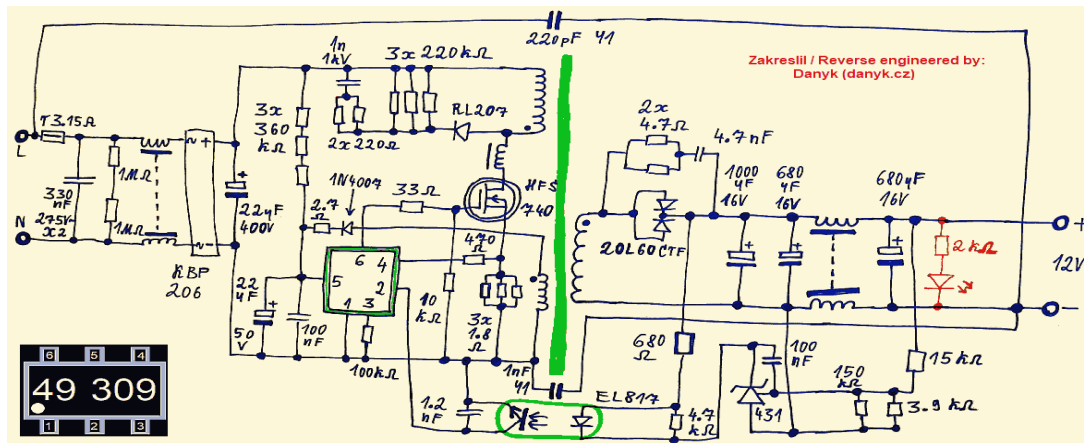 220pF Y1
Zakreslil / Reverse engineered by:
Danyk (danyk.cz)
1n
1kV
3x 220kΩ
RL207
2x220Ω
3x
360
kΩ
T3.15Ω
L
N
330
nF
275V~
x2
1MΩ
1MΩ
~ +
~ -
KBP
206
22µF
400V
1N4007
2.7
Ω
33Ω
HFS
740
470
Ω
6
5
4
2
1
3
22
µF
50
V
100
nF
100kΩ
10
kΩ
3x
1.8
Ω
1nF
Y1
1.2
nF
EL817
2x
4.7Ω
4.7nF
20L60CTF
1000
µF
16V
680
µF
16V
680µF
16V
+
+
+
+
+
2kΩ
+
12V
-
680
Ω
4.7
kΩ
100
nF
431
150
kΩ
15kΩ
3.9kΩ
6 5 4
49 309
1 2 3